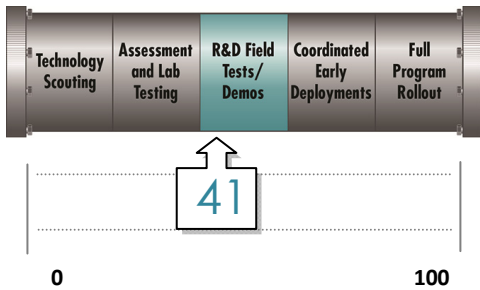 Technology
Scouting
Assessment
and Lab
Testing
R&D Field
Tests/
Demos
Coordinated
Early
Deployments
Full
Program
Rollout
41
0
100